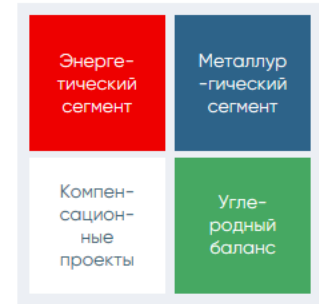 Энерге-
тический
сегмент
Металлур
-гический
сегмент
Компен-
сацион-
ные
проекты
Угле-
родный
баланс